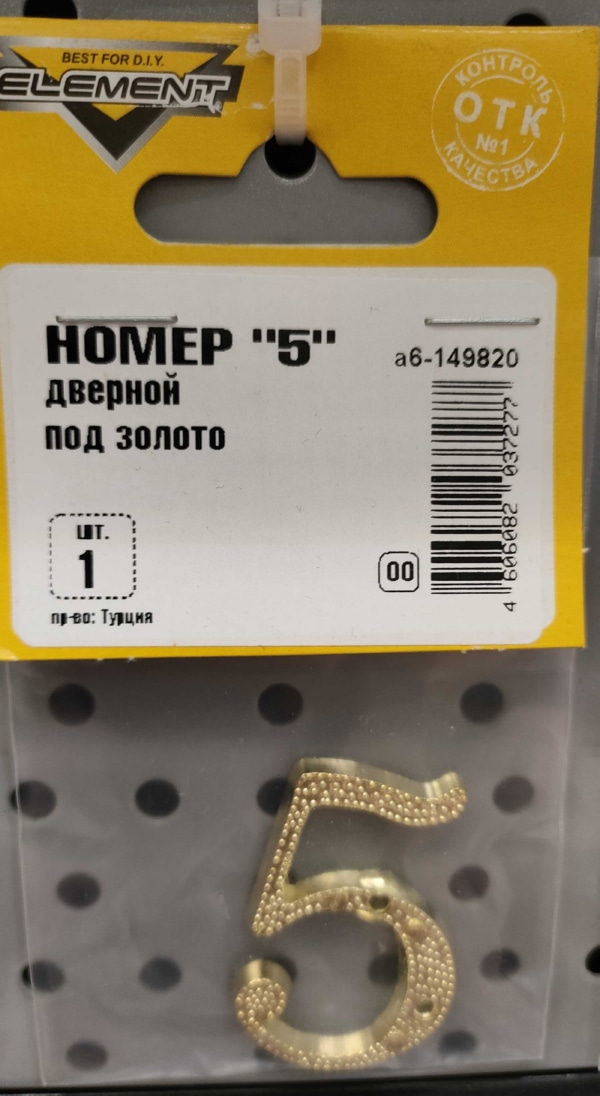 BEST FOR D.I.Y.
ELEMENT
КОНТРОЛЬ
ОТК
№1
КАЧЕСТВА
НОМЕР "5"
а6-149820
дверной
под золото
шт.
1
00
пр-во: Турция
4 606082 037277
5